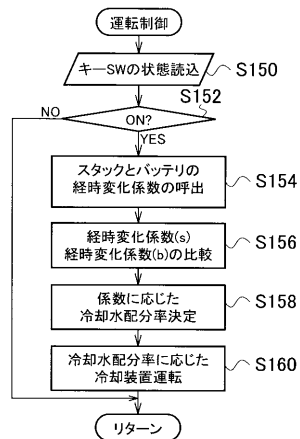 運転制御
キーSWの状態読込
S150
S152
NO
ON?
YES
スタックとバッテリの
経時変化係数の呼出
S154
経時変化係数(s)
経時変化係数(b)の比較
S156
係数に応じた
冷却水配分率決定
S158
冷却水配分率に応じた
冷却装置運転
S160
リターン